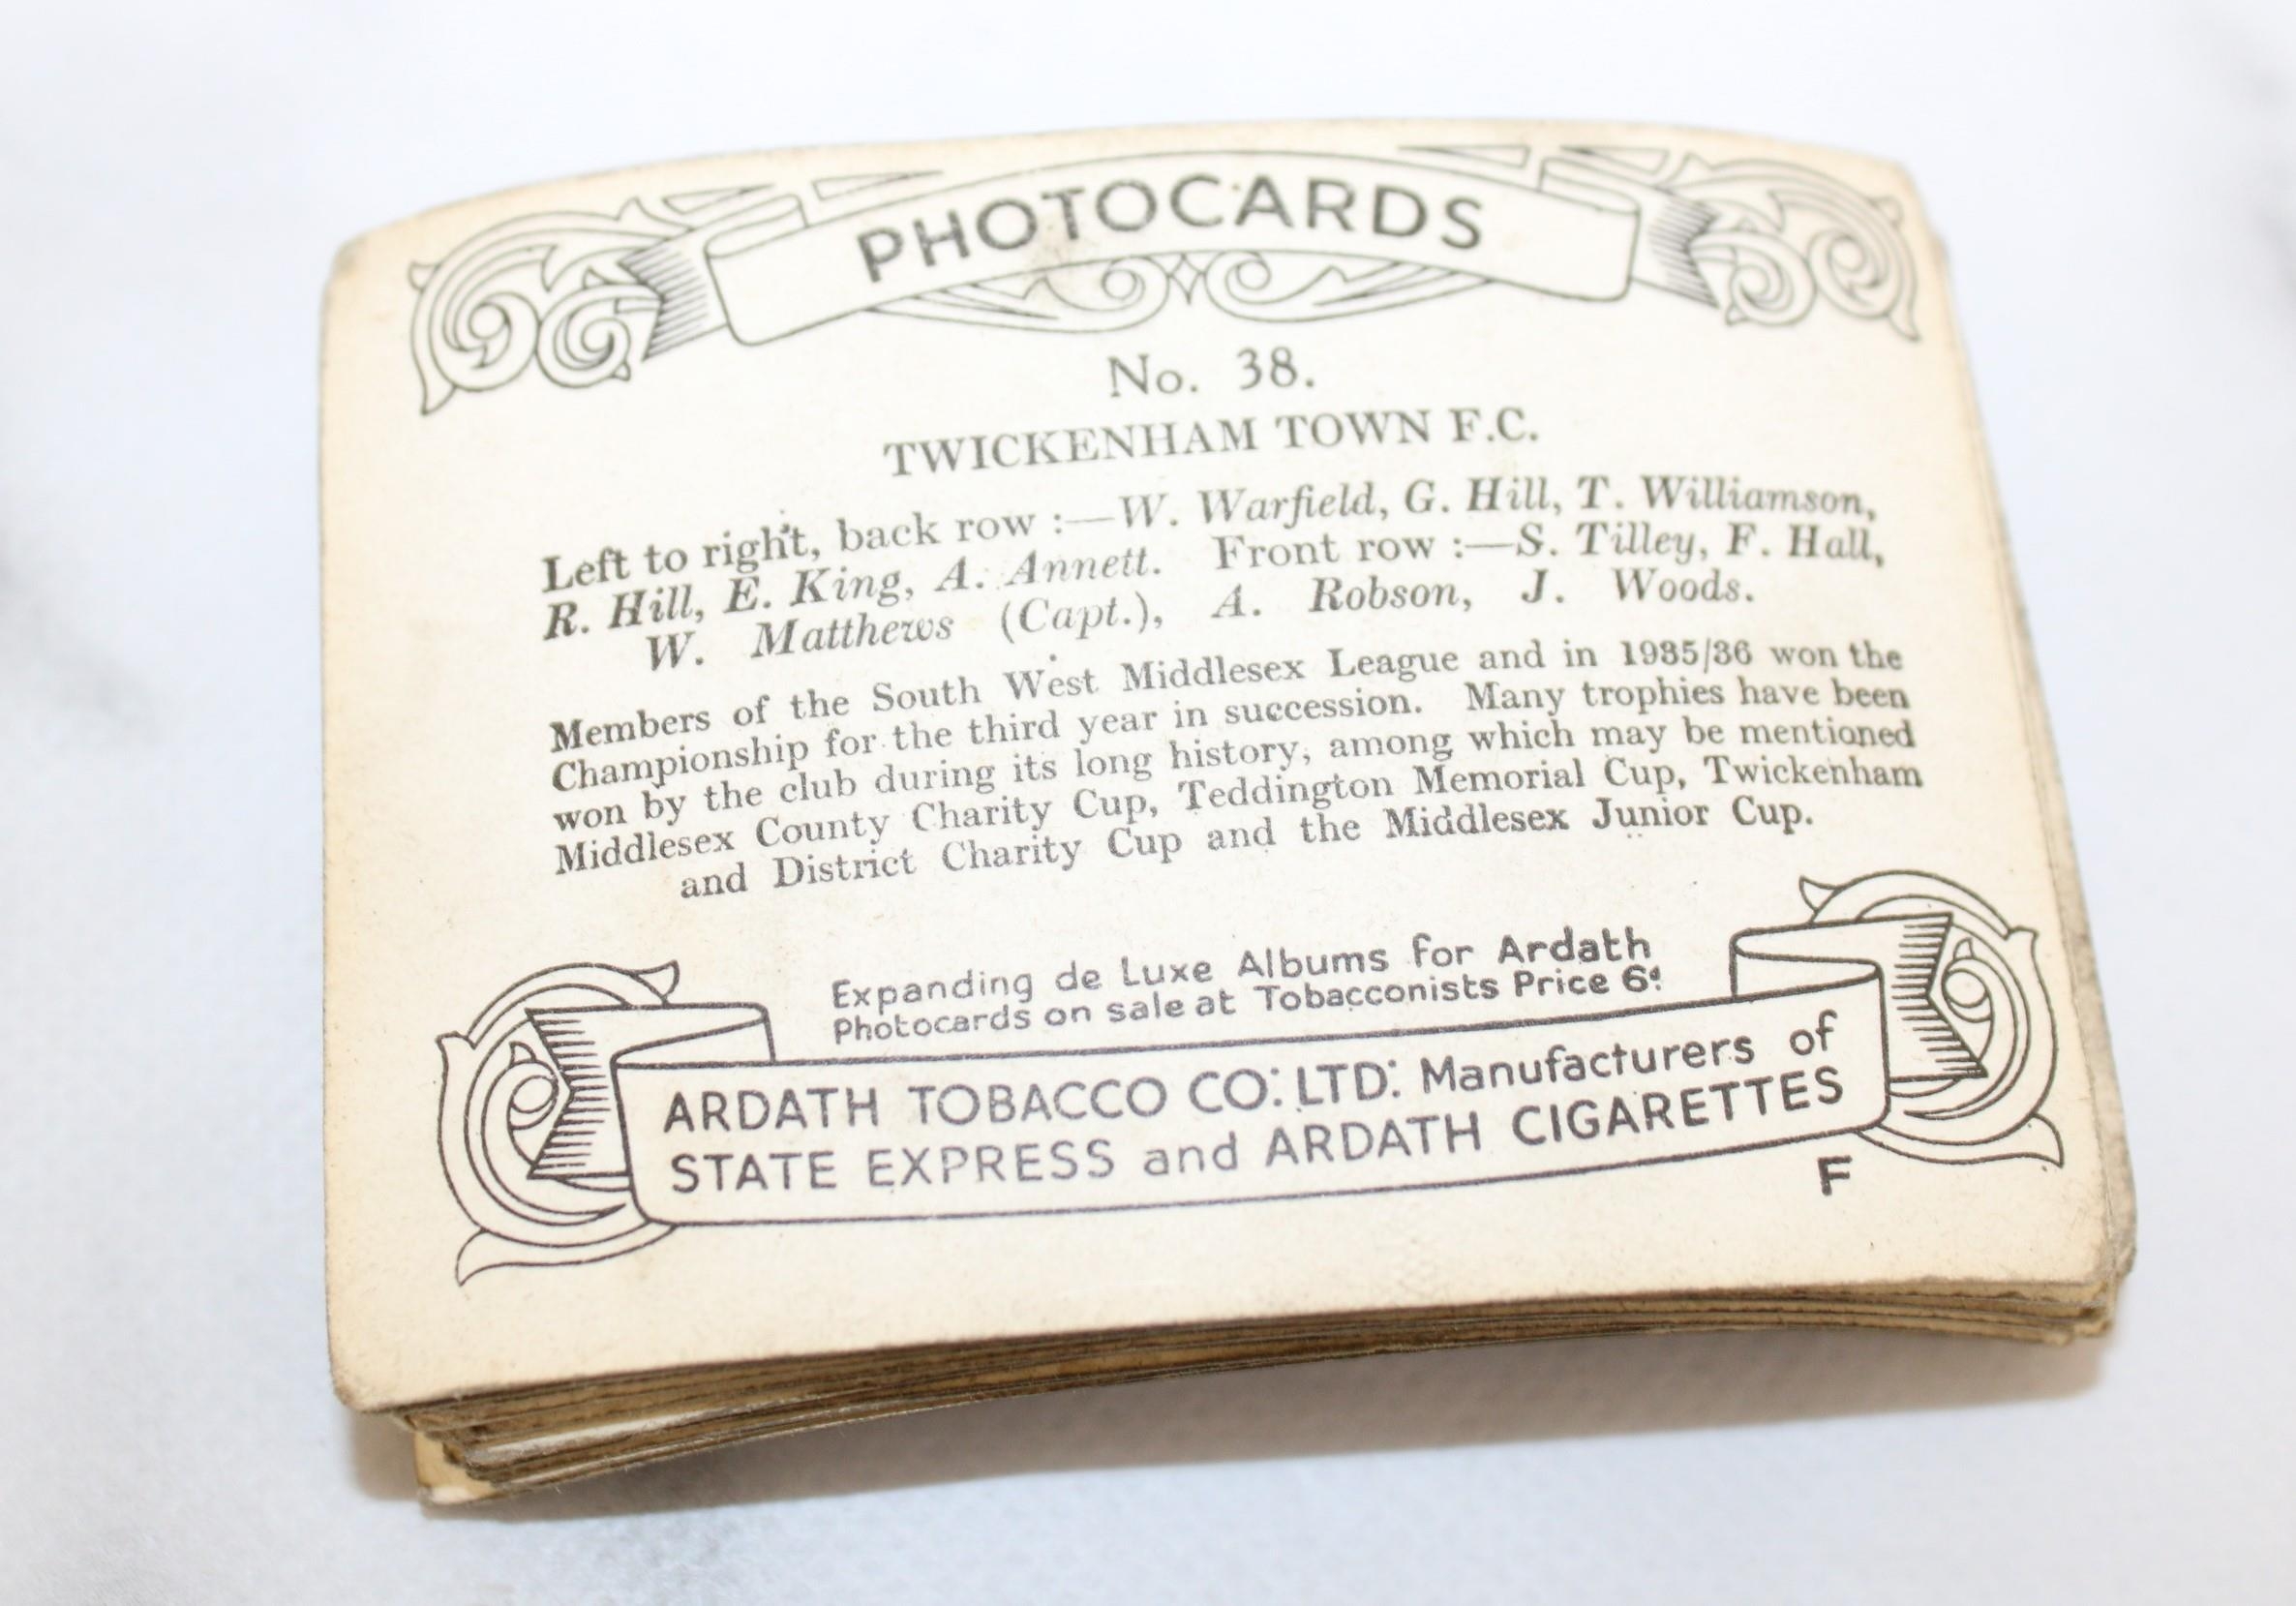 PHOTOCARDS
No. 38.
TWICKENHAM TOWN F.C.
Left to right, back row :—W. Warfield, G. Hill, T. Williamson,
R. Hill, E. King, A. Annett. Front row :—S. Tilley, F. Hall,
W. Matthews (Capt.), A. Robson, J. Woods.
Members of the South West Middlesex League and in 1935/36 won the
Championship for the third year in succession. Many trophies have been
won by the club during its long history, among which may be mentioned
Middlesex County Charity Cup, Teddington Memorial Cup, Twickenham
and District Charity Cup and the Middlesex Junior Cup.
Expanding de Luxe Albums for Ardath
Photocards on sale at Tobacconists Price 6d.
ARDATH TOBACCO CO. LTD. Manufacturers of
STATE EXPRESS and ARDATH CIGARETTES
F